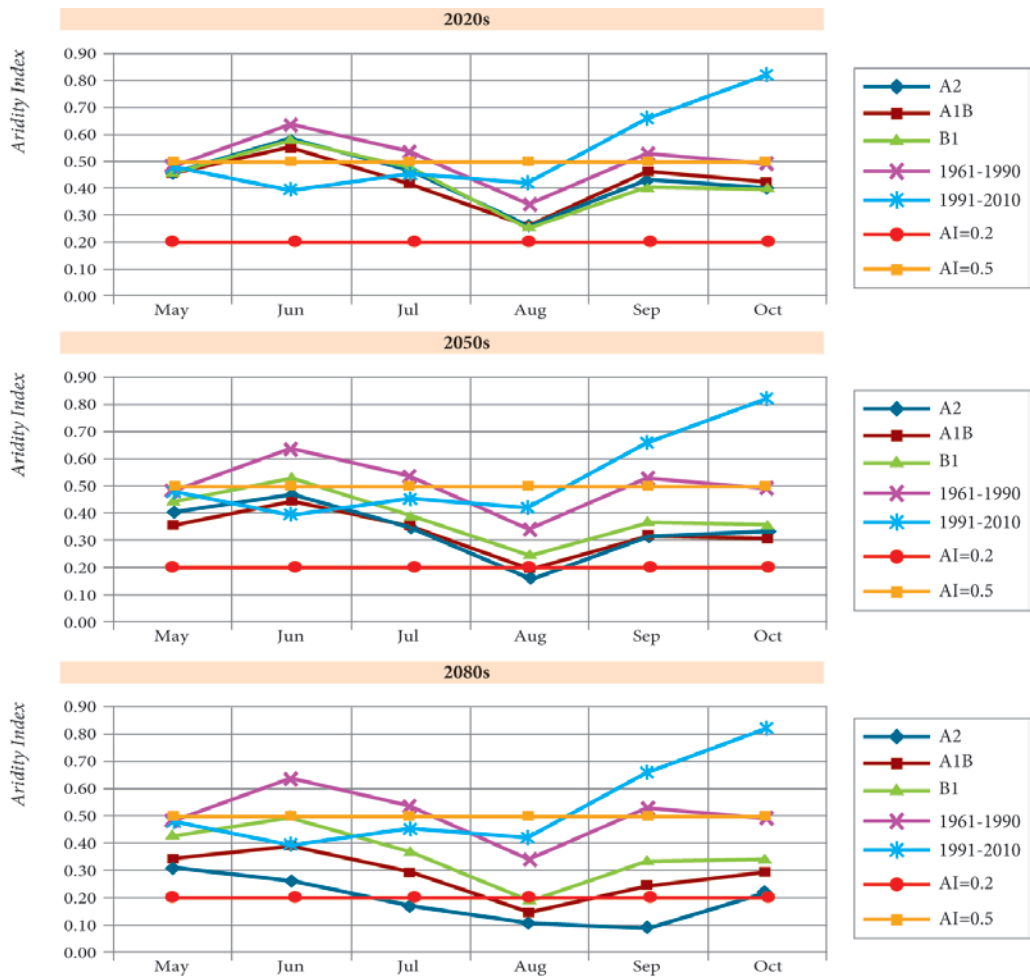 2020s
Aridity Index
0.90
0.80
0.70
0.60
0.50
0.40
0.30
0.20
0.10
0.00
May Jun Jul Aug Sep Oct
A2
A1B
B1
1961-1990
1991-2010
AI=0.2
AI=0.5
2050s
Aridity Index
0.90
0.80
0.70
0.60
0.50
0.40
0.30
0.20
0.10
0.00
May Jun Jul Aug Sep Oct
A2
A1B
B1
1961-1990
1991-2010
AI=0.2
AI=0.5
2080s
Aridity Index
0.90
0.80
0.70
0.60
0.50
0.40
0.30
0.20
0.10
0.00
May Jun Jul Aug Sep Oct
A2
A1B
B1
1961-1990
1991-2010
AI=0.2
AI=0.5